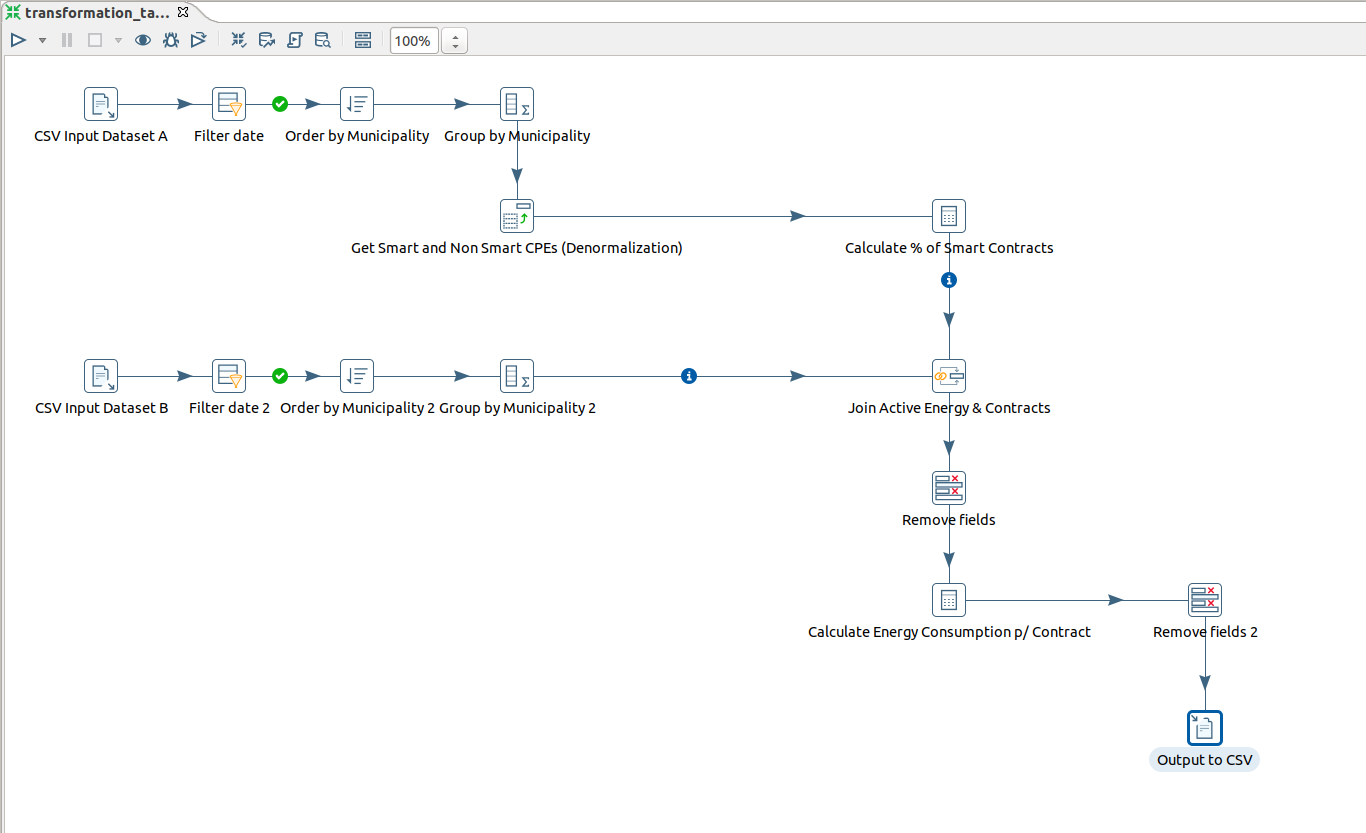 transformation_ta...
100%
CSV Input Dataset A
Filter date
Order by Municipality
Group by Municipality
Get Smart and Non Smart CPEs (Denormalization)
Calculate % of Smart Contracts
CSV Input Dataset B
Filter date 2
Order by Municipality 2
Group by Municipality 2
Join Active Energy & Contracts
Remove fields
Calculate Energy Consumption p/ Contract
Remove fields 2
Output to CSV